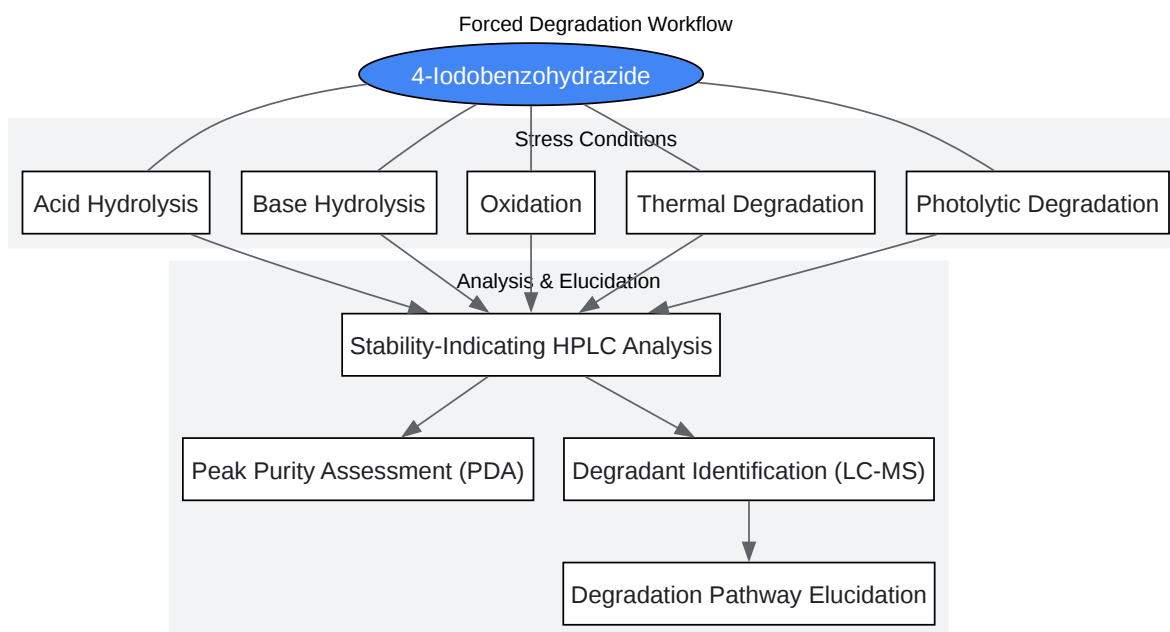 Forced Degradation Workflow
4-Iodobenzohydrazide
Stress Conditions
Acid Hydrolysis
Base Hydrolysis
Oxidation
Thermal Degradation
Photolytic Degradation
Analysis & Elucidation
Stability-Indicating HPLC Analysis
Peak Purity Assessment (PDA)
Degradant Identification (LC-MS)
Degradation Pathway Elucidation